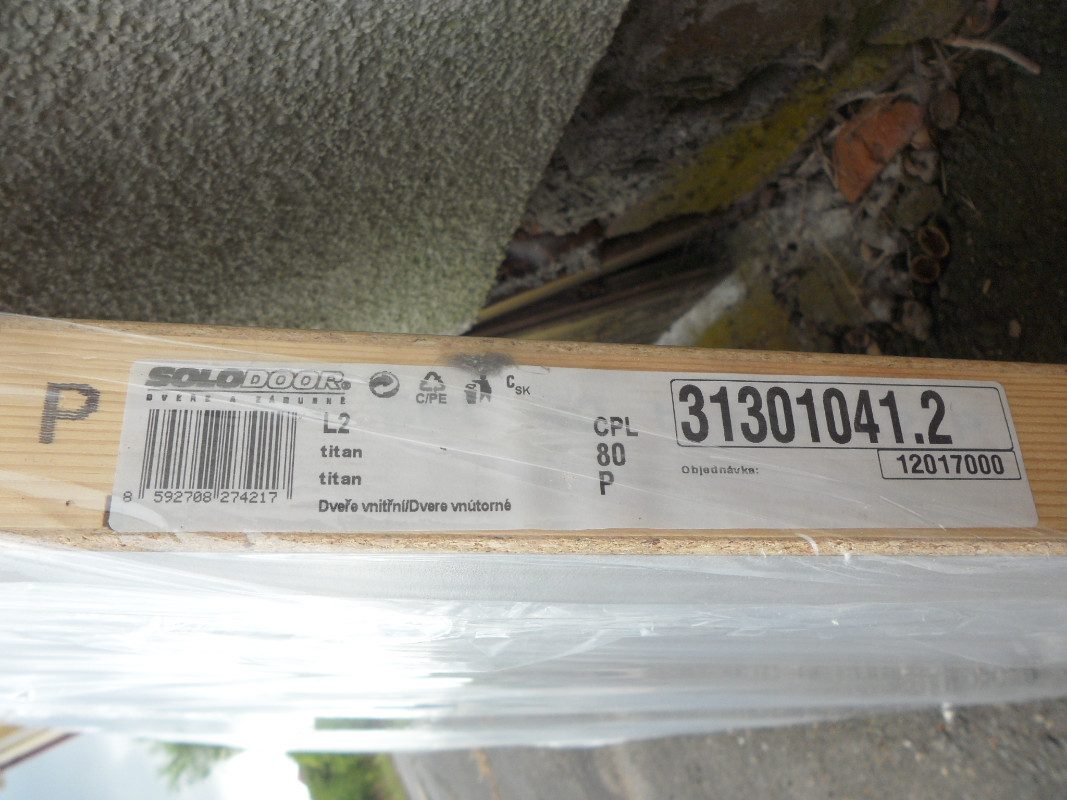 P
SOLODOOR®
DVEŘE A ZÁRUBNĚ
C/PE
CSK
8 592708 274217
L2
titan
titan
Dveře vnitřní/Dvere vnútorné
CPL
80
P
31301041.2
Objednávka:
12017000